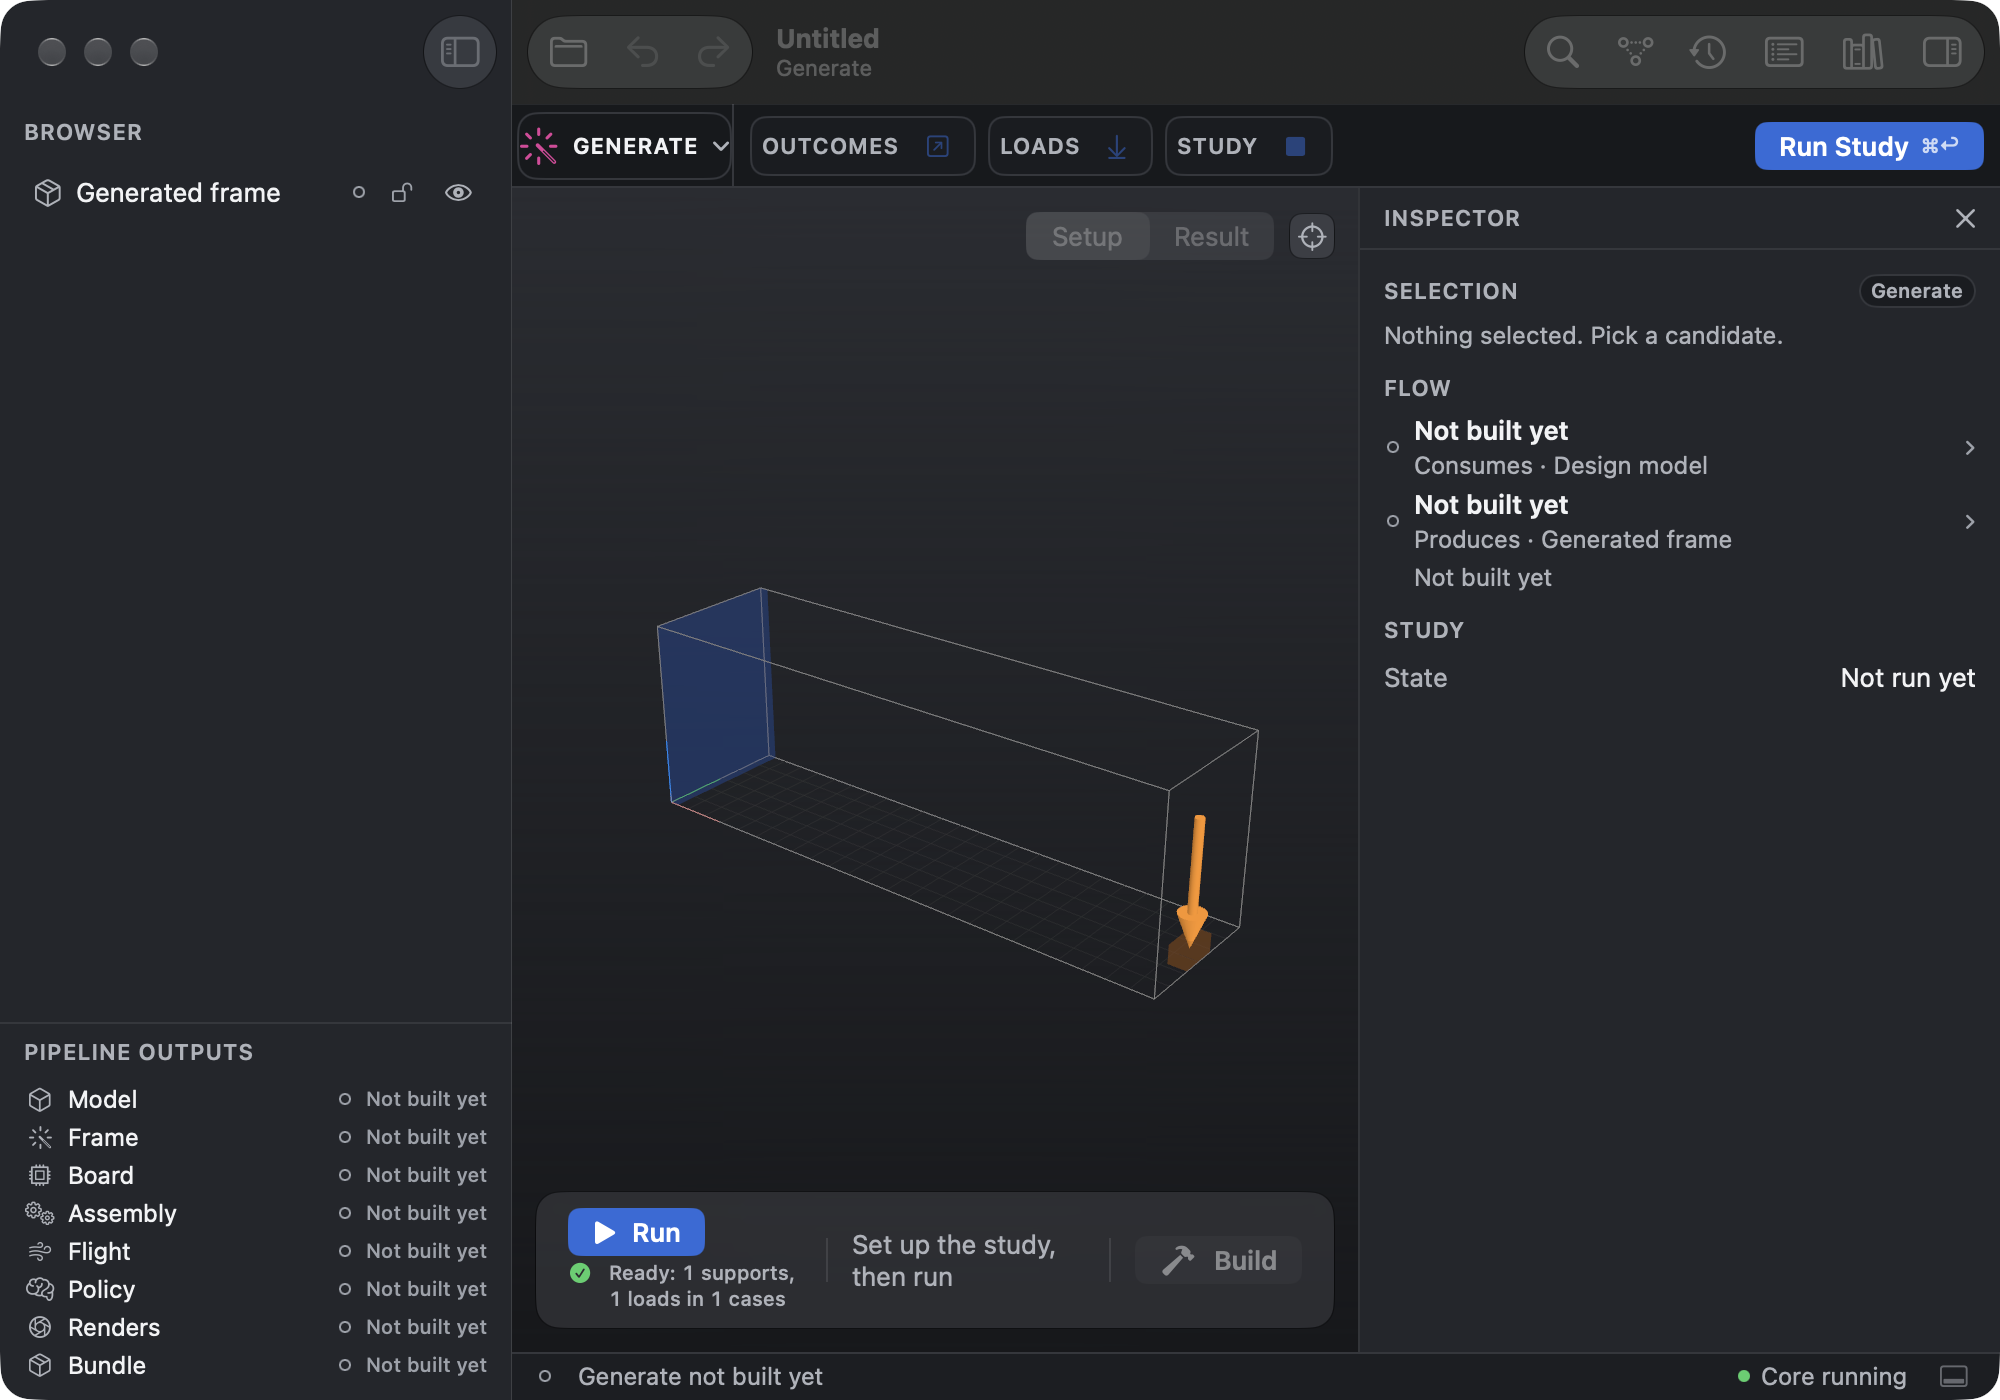 Untitled
Generate
BROWSER
Generated frame
GENERATE
OUTCOMES
LOADS
STUDY
Run Study ⌘↩
Setup
Result
INSPECTOR
SELECTION
Generate
Nothing selected. Pick a candidate.
FLOW
Not built yet
Consumes · Design model
Not built yet
Produces · Generated frame
Not built yet
STUDY
State
Not run yet
PIPELINE OUTPUTS
Model
Not built yet
Frame
Not built yet
Board
Not built yet
Assembly
Not built yet
Flight
Not built yet
Policy
Not built yet
Renders
Not built yet
Bundle
Not built yet
Run
Ready: 1 supports,
1 loads in 1 cases
Set up the study,
then run
Build
Generate not built yet
Core running